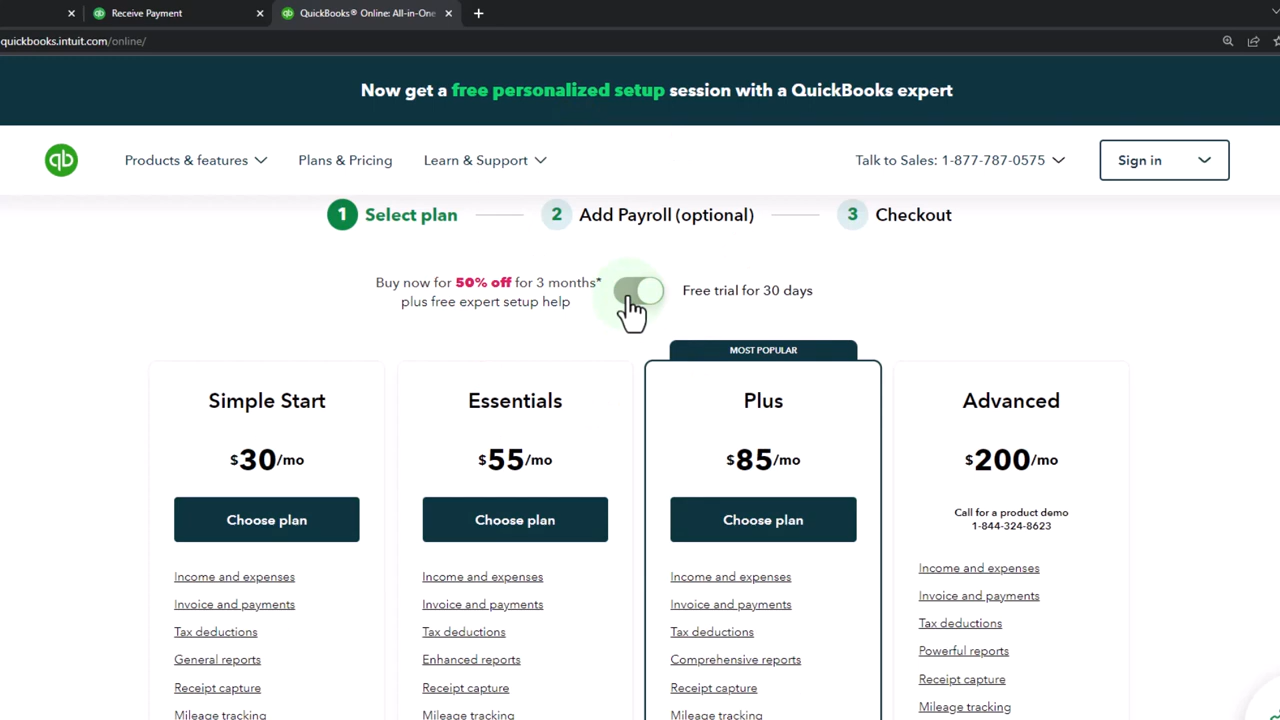 Receive Payment
QuickBooks® Online: All-in-One
quickbooks.intuit.com/online/
Now get a free personalized setup session with a QuickBooks expert
qb
Products & features
Plans & Pricing
Learn & Support
Talk to Sales: 1-877-787-0575
Sign in
1 Select plan
2 Add Payroll (optional)
3 Checkout
Buy now for 50% off for 3 months*
plus free expert setup help
Free trial for 30 days
Simple Start
$30/mo
Choose plan
Income and expenses
Invoice and payments
Tax deductions
General reports
Receipt capture
Mileage tracking
Essentials
$55/mo
Choose plan
Income and expenses
Invoice and payments
Tax deductions
Enhanced reports
Receipt capture
Mileage tracking
MOST POPULAR
Plus
$85/mo
Choose plan
Income and expenses
Invoice and payments
Tax deductions
Comprehensive reports
Receipt capture
Mileage tracking
Advanced
$200/mo
Call for a product demo
1-844-324-8623
Income and expenses
Invoice and payments
Tax deductions
Powerful reports
Receipt capture
Mileage tracking